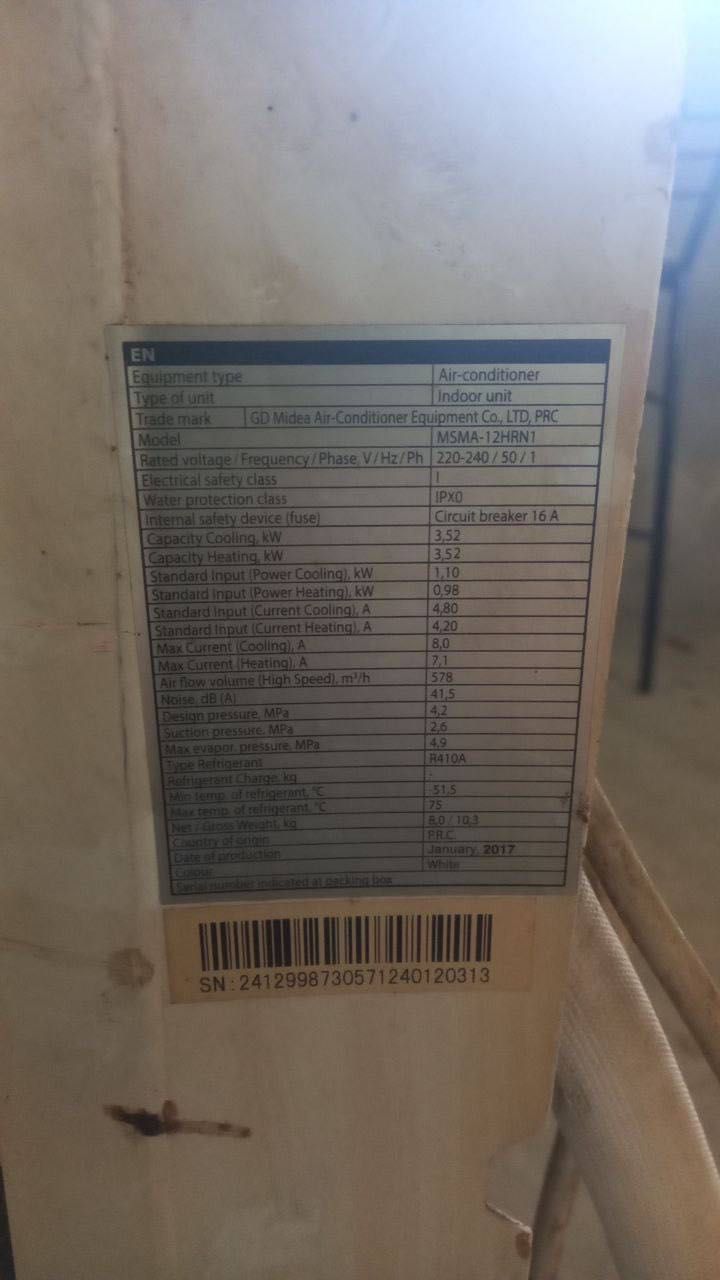 EN
Equipment type Air-conditioner
Type of unit Indoor unit
Trade mark GD Midea Air-Conditioner Equipment Co., LTD, PRC
Model MSMA-12HRN1
Rated voltage / Frequency / Phase, V / Hz / Ph 220-240 / 50 / 1
Electrical safety class I
Water protection class IPX0
Internal safety device (fuse) Circuit breaker 16 A
Capacity Cooling, kW 3,52
Capacity Heating, kW 3,52
Standard Input (Power Cooling), kW 1,10
Standard Input (Power Heating), kW 0,98
Standard Input (Current Cooling), A 4,80
Standard Input (Current Heating), A 4,20
Max Current (Cooling), A 8,0
Max Current (Heating), A 7,1
Air flow volume (High Speed), m³/h 578
Noise, dB (A) 41,5
Design pressure, MPa 4,2
Suction pressure, MPa 2,6
Max evapor. pressure, MPa 4,9
Type Refrigerant R410A
Refrigerant Charge, kg -
Min temp. of refrigerant, °C -51,5
Max temp. of refrigerant, °C 75
Net / Gross Weight, kg 8,0 / 10,3
Country of origin P.R.C.
Date of production January, 2017
Colour White
Serial number indicated at packing box
SN:24129987305712401​20313